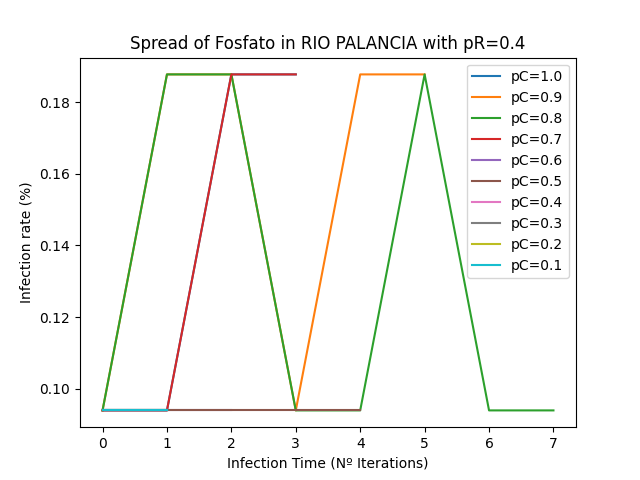 Spread of Fosfato in RIO PALANCIA with pR=0.4
Infection rate (%)
0.18
0.16
0.14
0.12
0.10
pC=1.0
pC=0.9
pC=0.8
pC=0.7
pC=0.6
pC=0.5
pC=0.4
pC=0.3
pC=0.2
pC=0.1
0 1 2 3 4 5 6 7
Infection Time (Nº Iterations)